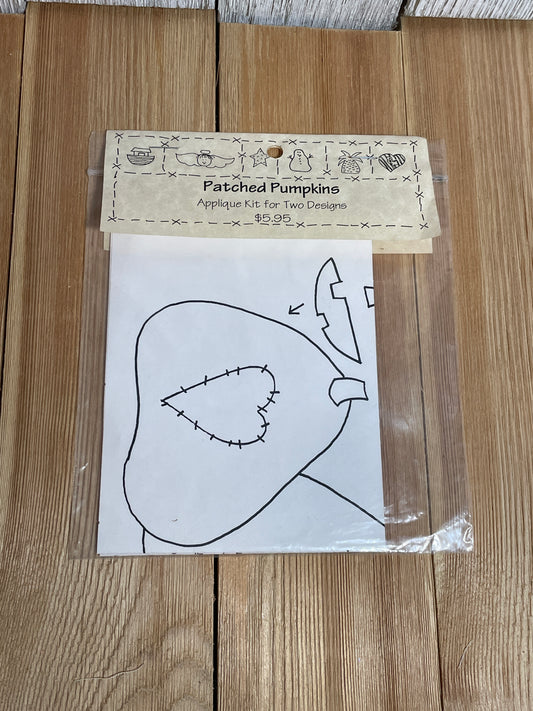 Patched Pumpkins
Applique Kit for Two Designs
$5.95